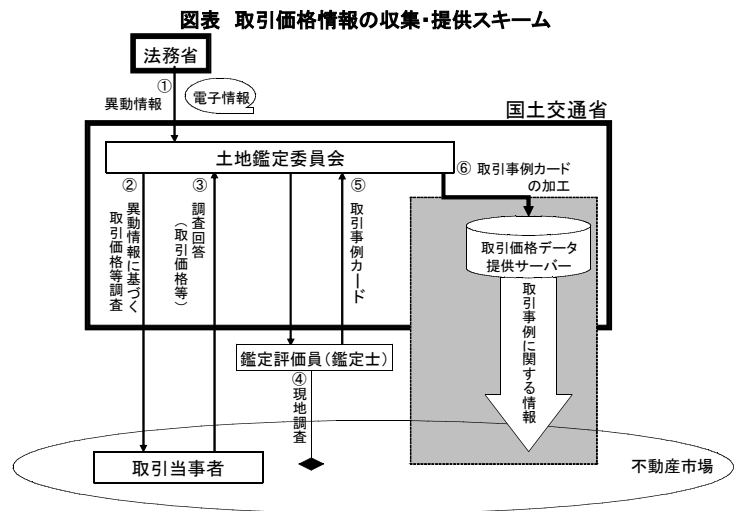 図表　取引価格情報の収集・提供スキーム
法務省
①
異動情報
電子情報
国土交通省
土地鑑定委員会
②
異動情報に基づく
取引価格等調査
③
調査回答
（取引価格等）
⑤
取引事例カード
⑥ 取引事例カード
の加工
取引価格データ
提供サーバー
取引事例に関する情報
鑑定評価員（鑑定士）
④
現地調査
取引当事者
不動産市場